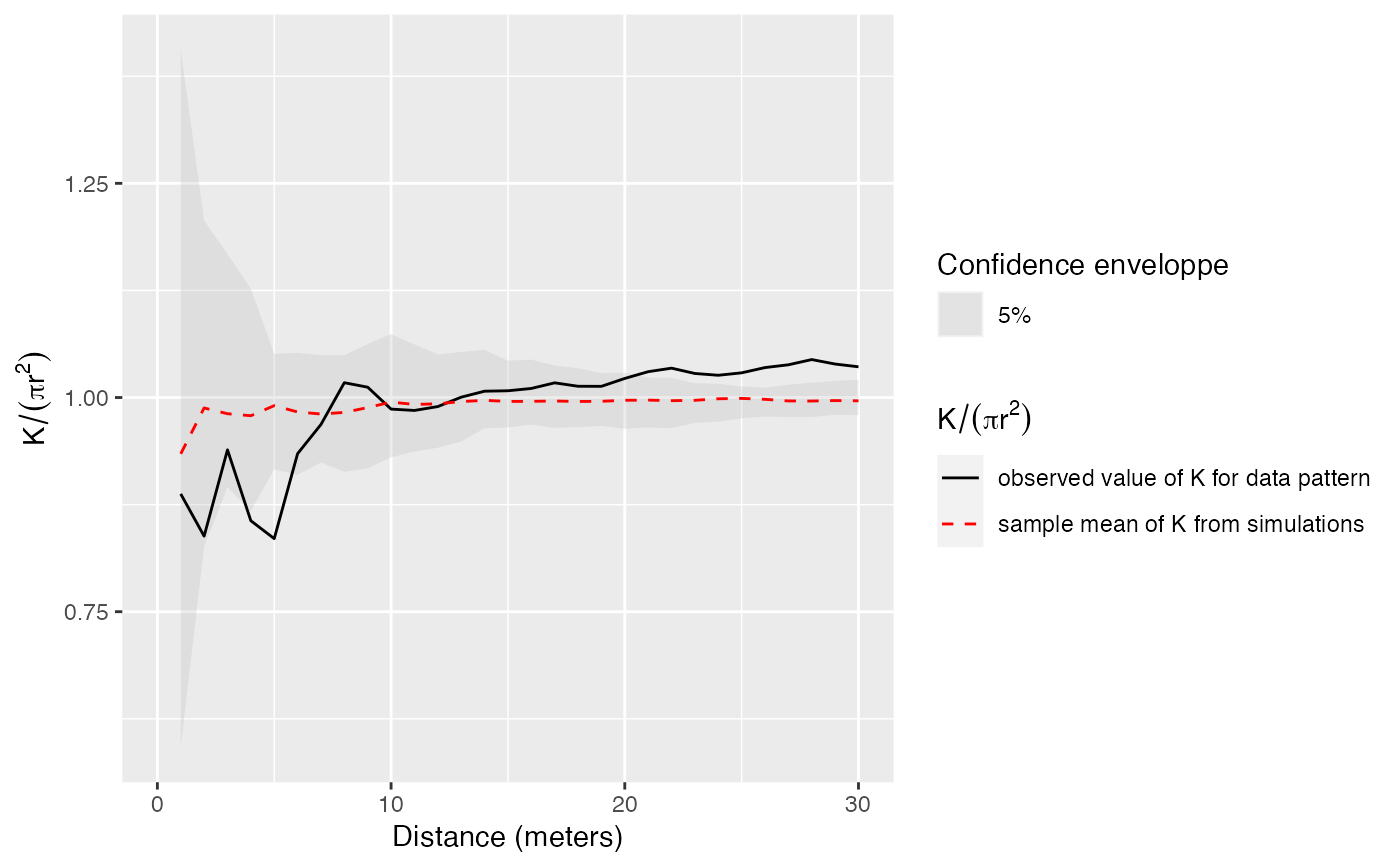 1.25
1.00
0.75
K/(πr²)
0
10
20
30
Distance (meters)
Confidence enveloppe
5%
K/(πr²)
observed value of K for data pattern
sample mean of K from simulations